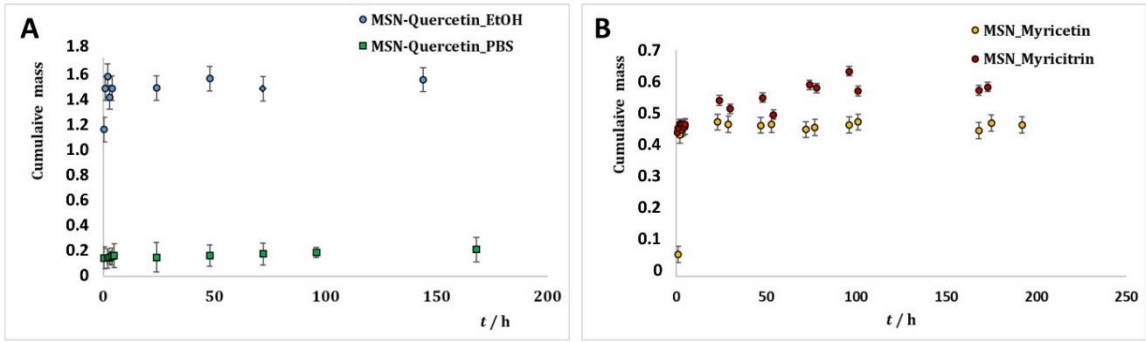 A
MSN-Quercetin_EtOH
MSN-Quercetin_PBS
Cumulaive mass
1.8
1.6
1.4
1.2
1.0
0.8
0.6
0.4
0.2
0
0 50 100 150 200
t / h
B
MSN_Myricetin
MSN_Myricitrin
Cumulaive mass
0.7
0.6
0.5
0.4
0.3
0.2
0.1
0
0 50 100 150 200 250
t / h